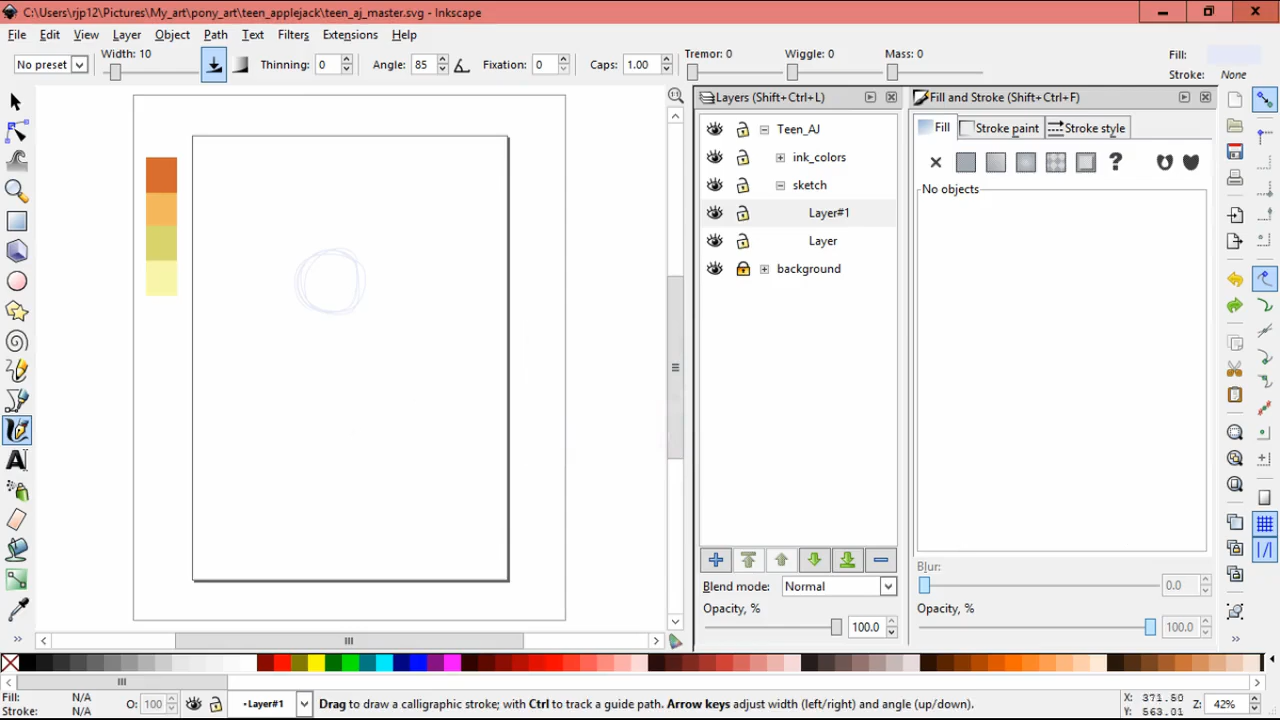 C:\Users\rjp12\Pictures\My_art\pony_art\teen_applejack\teen_aj_master.svg - Inkscape
File Edit View Layer Object Path Text Filters Extensions Help
No preset Width: 10 Thinning: 0 Angle: 85 Fixation: 0 Caps: 1.00 Tremor: 0 Wiggle: 0 Mass: 0 Fill:
Stroke: None
Layers (Shift+Ctrl+L) Fill and Stroke (Shift+Ctrl+F)
Teen_AJ
ink_colors
sketch
Layer#1
Layer
background
Fill Stroke paint Stroke style
?
No objects
Blend mode: Normal
Opacity, % 100.0
Blur: 0.0
Opacity, % 100.0
Fill: N/A
Stroke: N/A
O: 100
Layer#1
Drag to draw a calligraphic stroke; with Ctrl to track a guide path. Arrow keys adjust width (left/right) and angle (up/down).
X: 371.50
Y: 563.01
Z: 42%